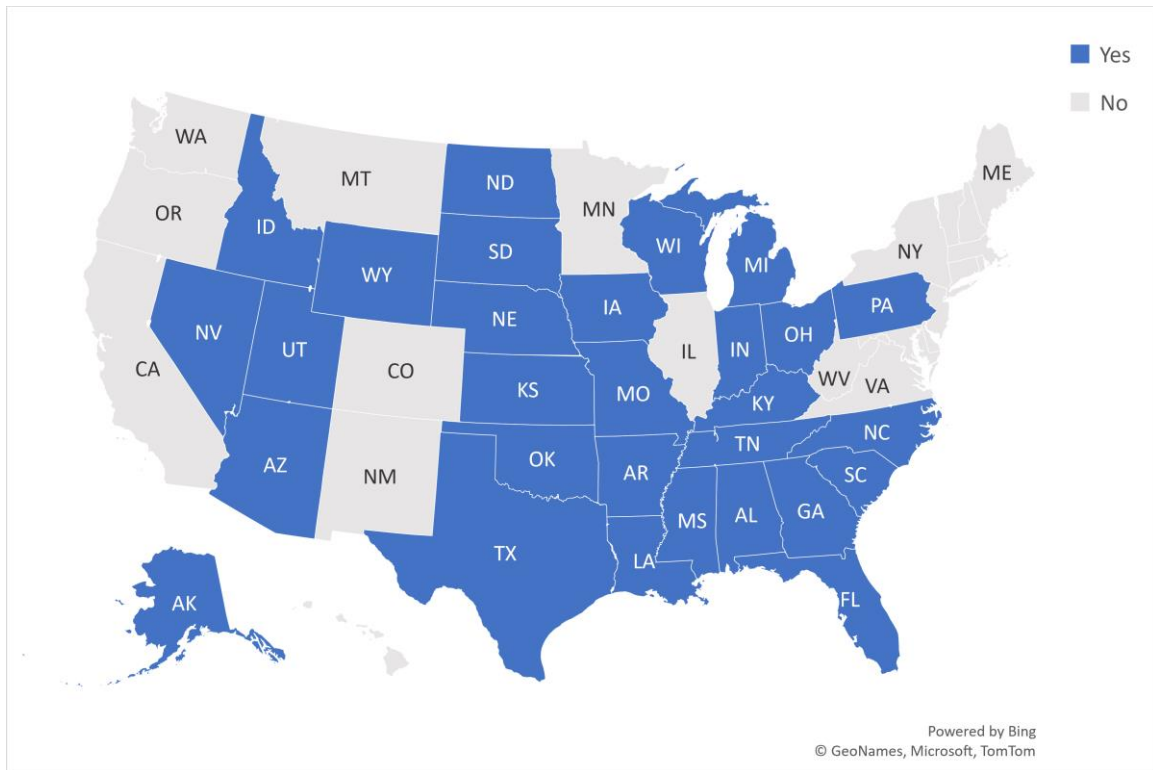 Yes
No
WA
MT
ND
MN
ME
OR
ID
SD
WI
NY
WY
MI
IA
PA
NE
NV
UT
IL
IN
OH
CA
CO
WV
VA
KS
MO
KY
NC
TN
AZ
NM
OK
AR
SC
MS
AL
GA
TX
LA
AK
FL
Powered by Bing
© GeoNames, Microsoft, TomTom